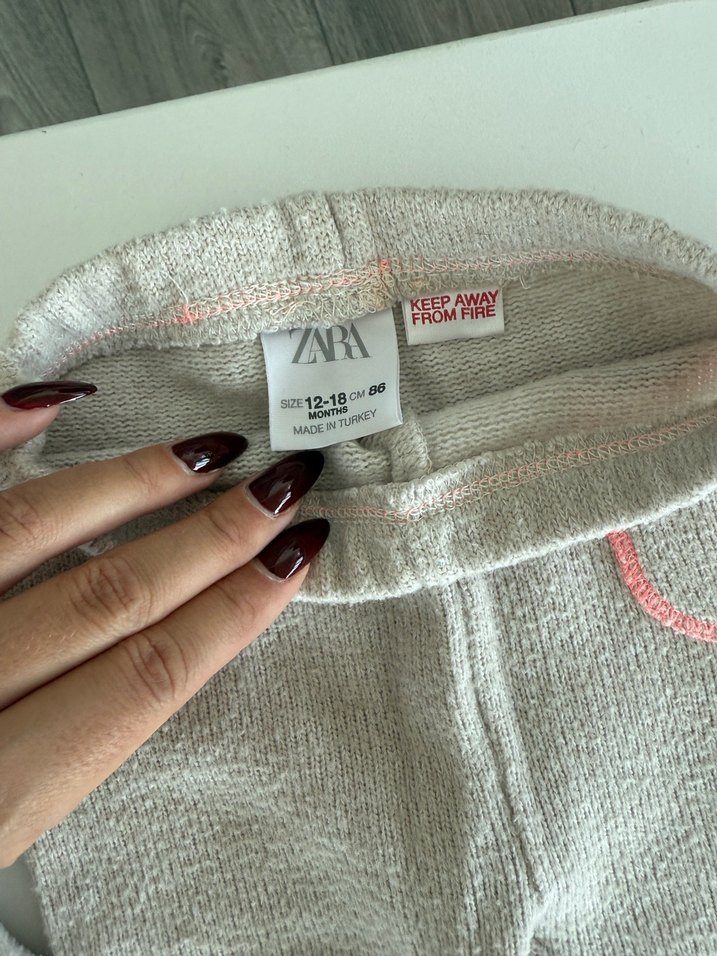 ZARA
SIZE 12-18 CM 86
MONTHS
MADE IN TURKEY
KEEP AWAY
FROM FIRE